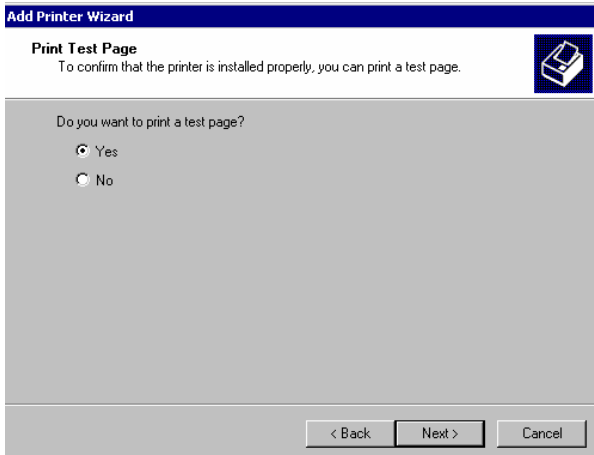 Add Printer Wizard
Print Test Page
To confirm that the printer is installed properly, you can print a test page.
Do you want to print a test page?
Yes
No
< Back Next > Cancel